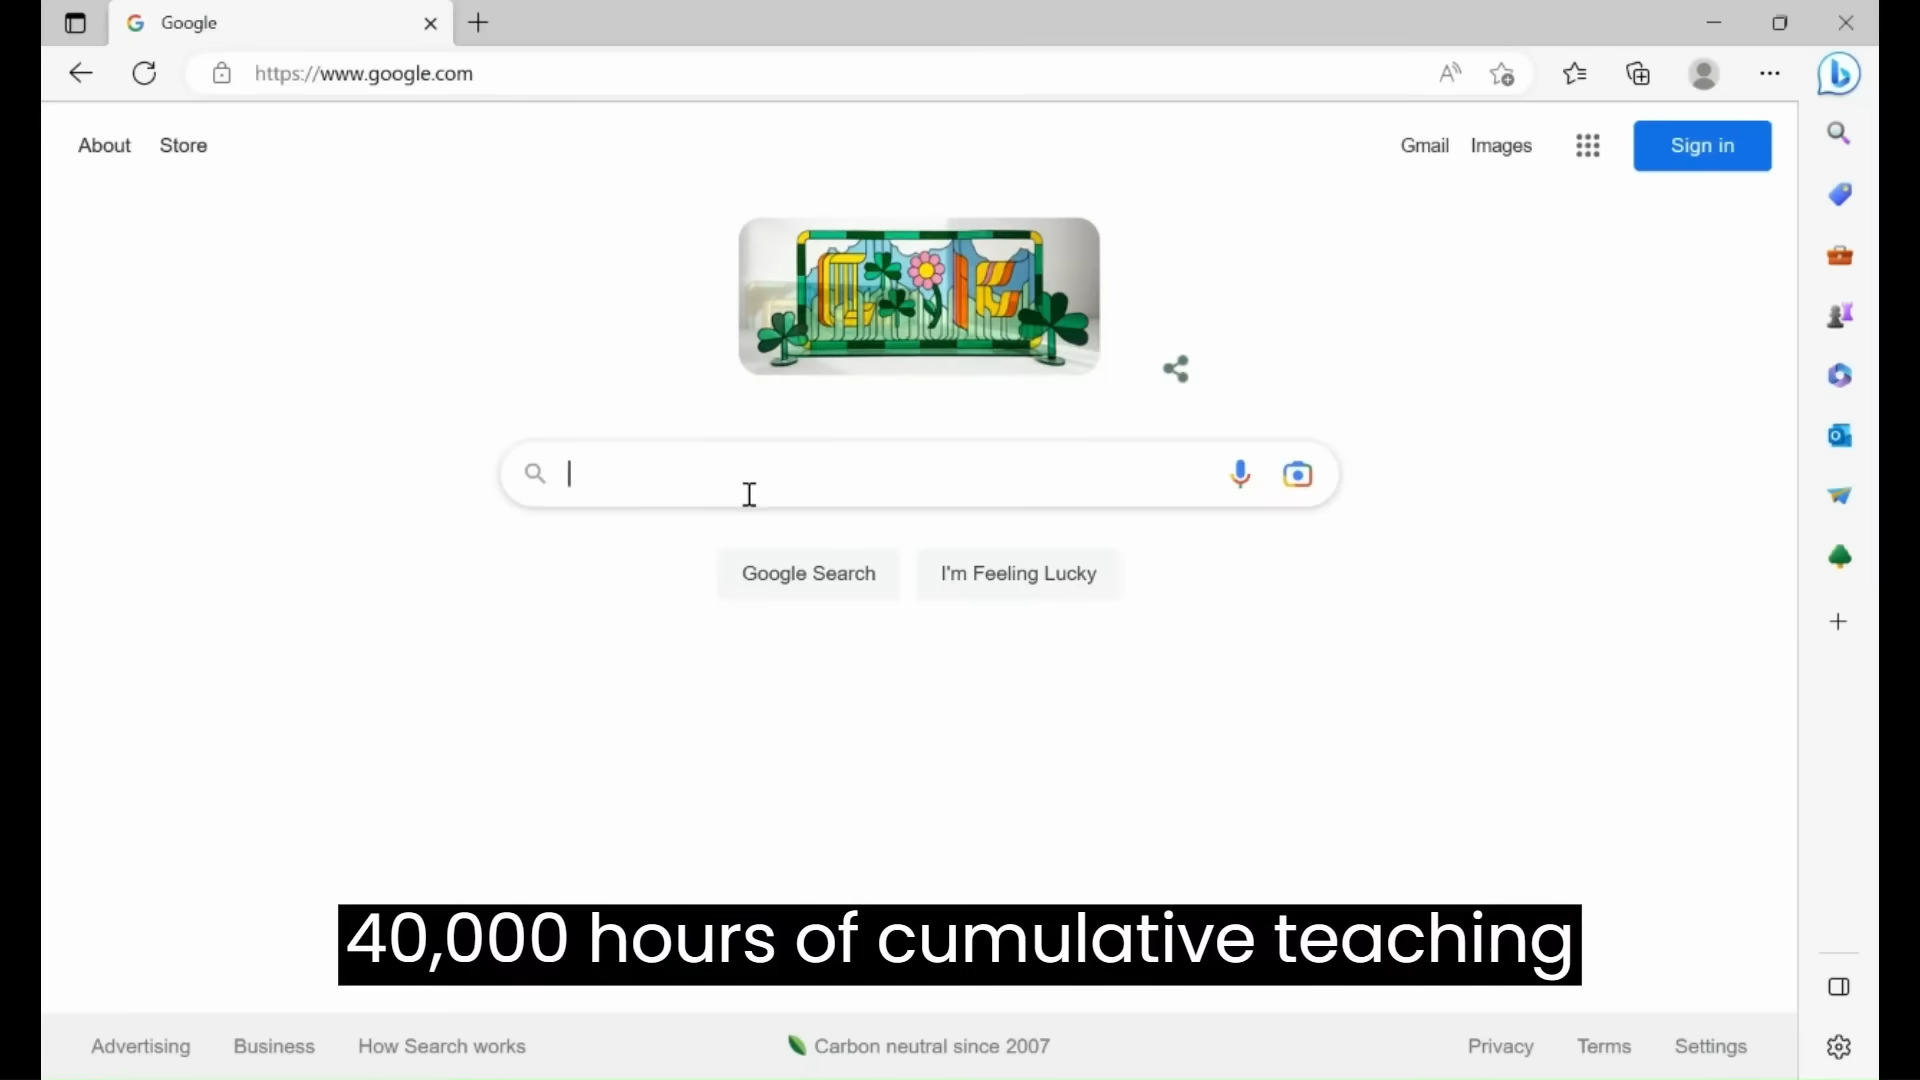 Google
https://www.google.com
About Store
Gmail Images Sign in
Google Search I'm Feeling Lucky
40,000 hours of cumulative teaching
Advertising Business How Search works
Carbon neutral since 2007
Privacy Terms Settings